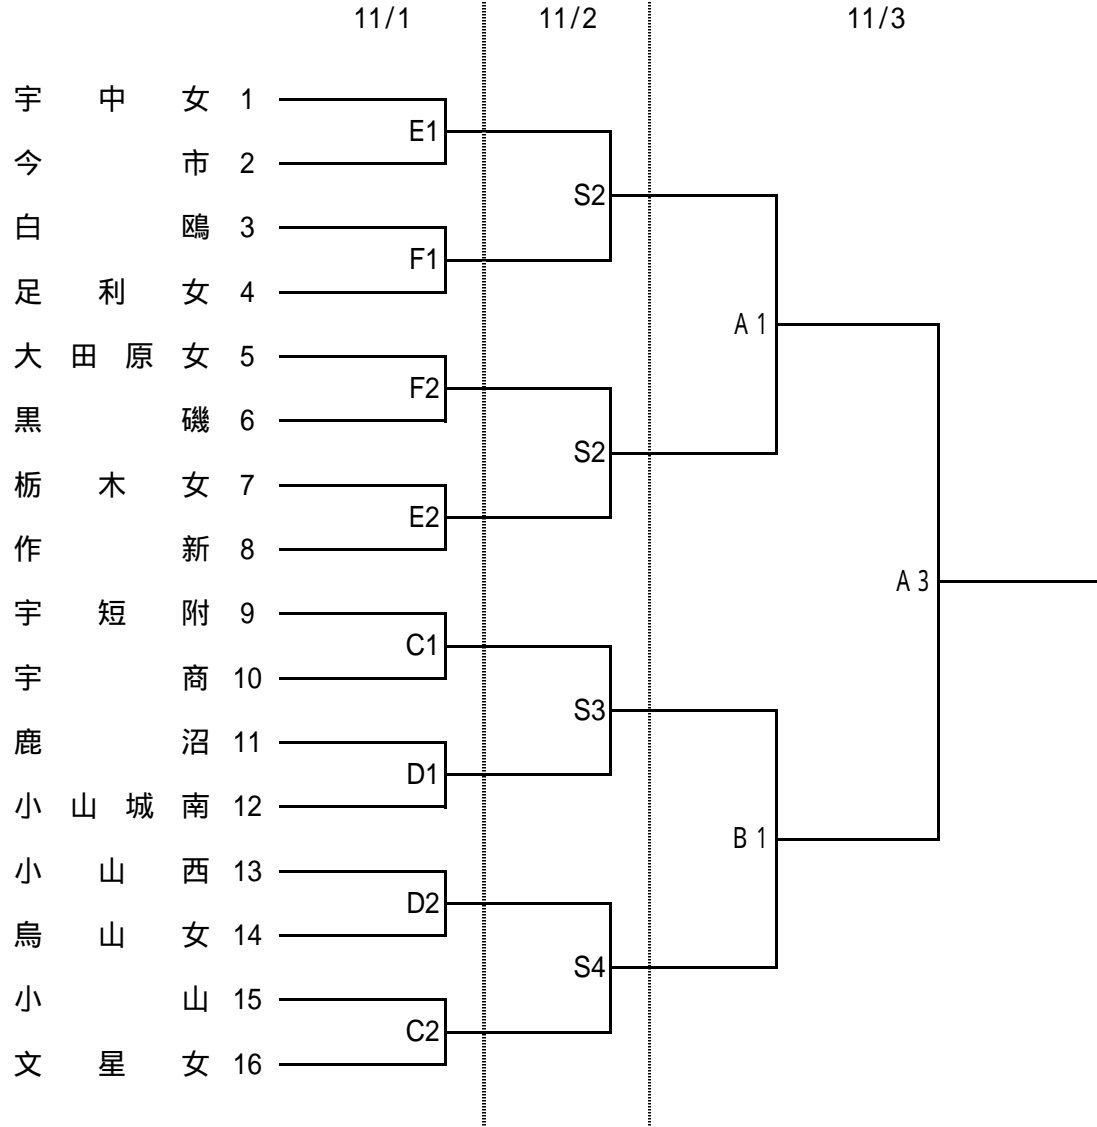 11/1 11/2 11/3
宇中女 1
E1
今市 2
S2
白鴎 3
F1
足利女 4
A 1
大田原女 5
F2
黒磯 6
S2
栃木女 7
E2
作新 8
A 3
宇短附 9
C1
宇商 10
S3
鹿沼 11
D1
小山城南 12
B 1
小山西 13
D2
烏山女 14
S4
小山 15
C2
文星女 16